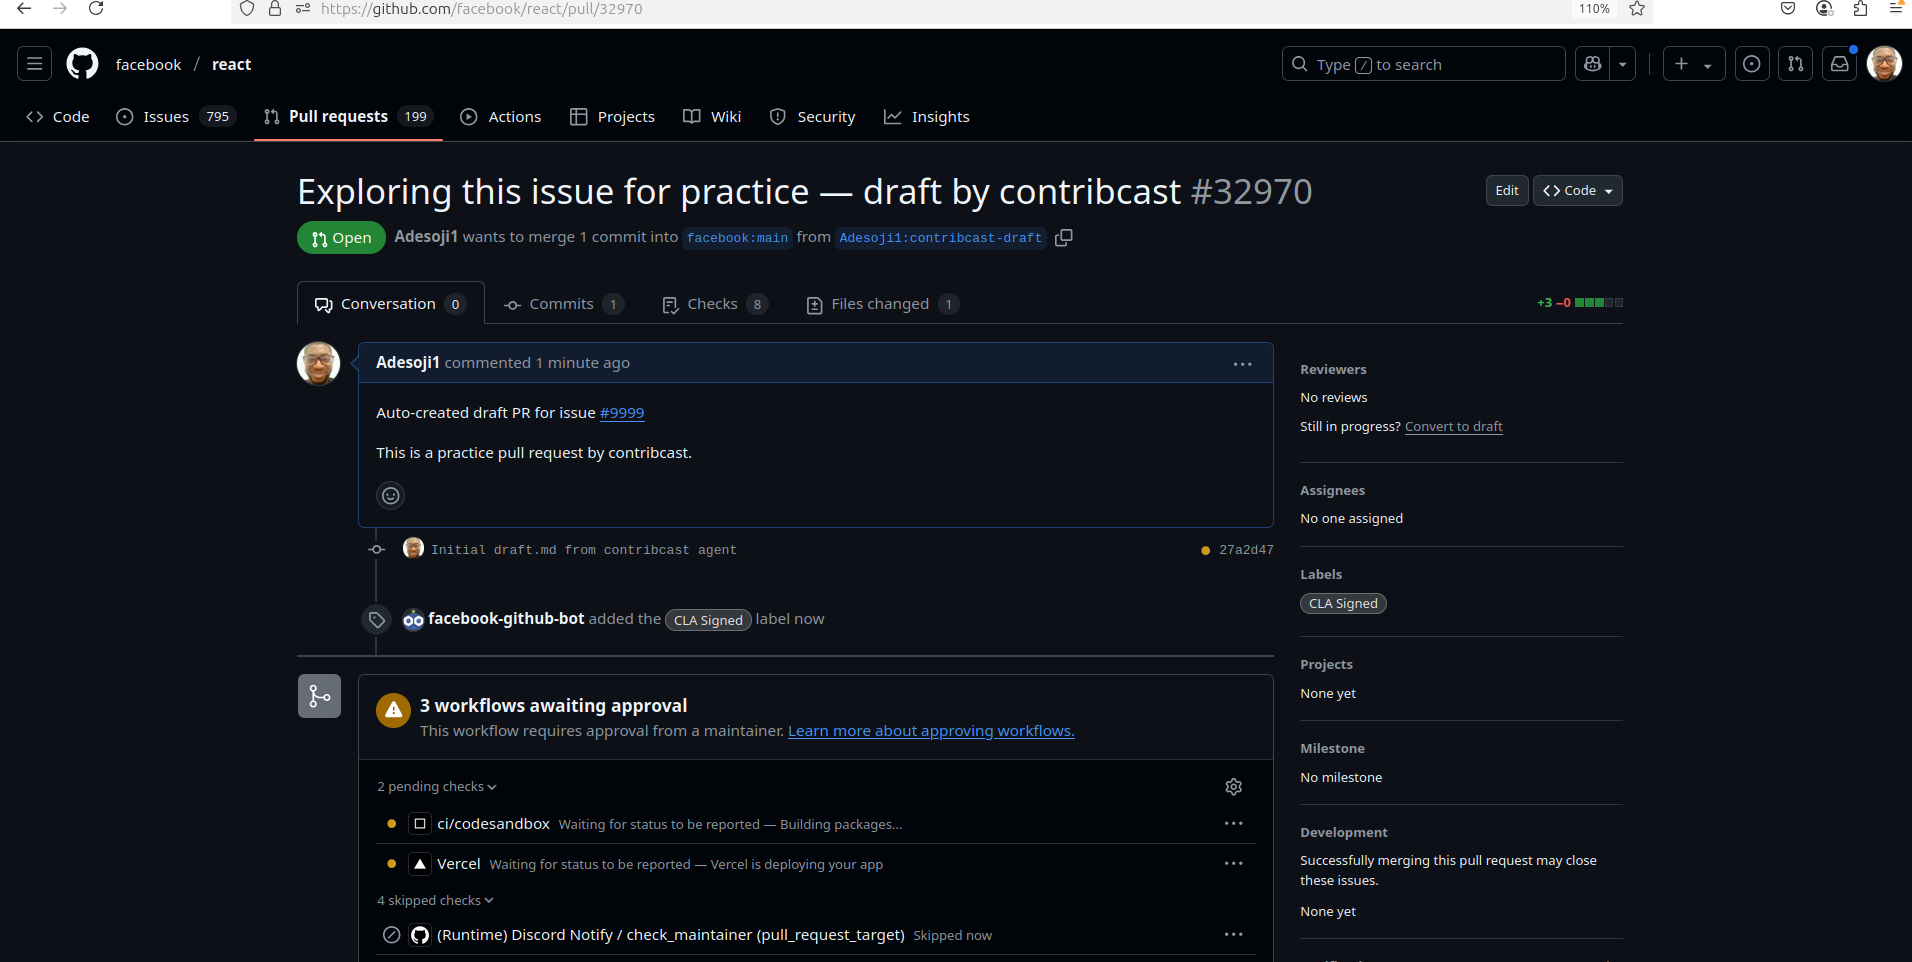 https://github.com/facebook/react/pull/32970
110%
facebook / react
Type / to search
Code
Issues 795
Pull requests 199
Actions
Projects
Wiki
Security
Insights
Exploring this issue for practice — draft by contribcast #32970
Edit
Code
Open
Adesoji1 wants to merge 1 commit into facebook:main from Adesoji1:contribcast-draft
Conversation 0
Commits 1
Checks 8
Files changed 1
+3 −0
Adesoji1 commented 1 minute ago
Auto-created draft PR for issue #9999
This is a practice pull request by contribcast.
Initial draft.md from contribcast agent
27a2d47
facebook-github-bot added the CLA Signed label now
3 workflows awaiting approval
This workflow requires approval from a maintainer. Learn more about approving workflows.
2 pending checks
ci/codesandbox Waiting for status to be reported — Building packages...
Vercel Waiting for status to be reported — Vercel is deploying your app
4 skipped checks
(Runtime) Discord Notify / check_maintainer (pull_request_target) Skipped now
Reviewers
No reviews
Still in progress? Convert to draft
Assignees
No one assigned
Labels
CLA Signed
Projects
None yet
Milestone
No milestone
Development
Successfully merging this pull request may close
these issues.
None yet